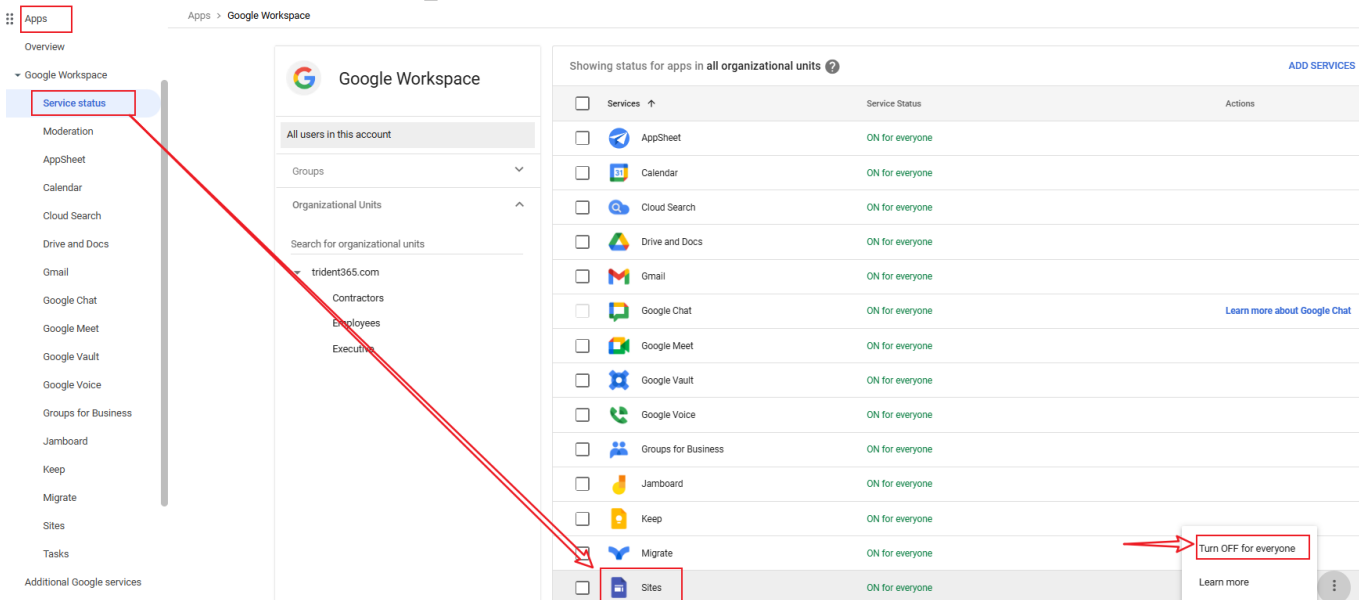 Apps
Overview
Google Workspace
Service status
Moderation
AppSheet
Calendar
Cloud Search
Drive and Docs
Gmail
Google Chat
Google Meet
Google Vault
Google Voice
Groups for Business
Jamboard
Keep
Migrate
Sites
Tasks
Additional Google services
Apps > Google Workspace
Google Workspace
All users in this account
Groups
Organizational Units
Search for organizational units
trident365.com
Contractors
Employees
Executive
Showing status for apps in all organizational units ?
ADD SERVICES
Services Service Status Actions
AppSheet ON for everyone
31 Calendar ON for everyone
Cloud Search ON for everyone
Drive and Docs ON for everyone
Gmail ON for everyone
Google Chat ON for everyone Learn more about Google Chat
Google Meet ON for everyone
Google Vault ON for everyone
Google Voice ON for everyone
Groups for Business ON for everyone
Jamboard ON for everyone
Keep ON for everyone
Migrate ON for everyone
Sites ON for everyone
Turn OFF for everyone
Learn more